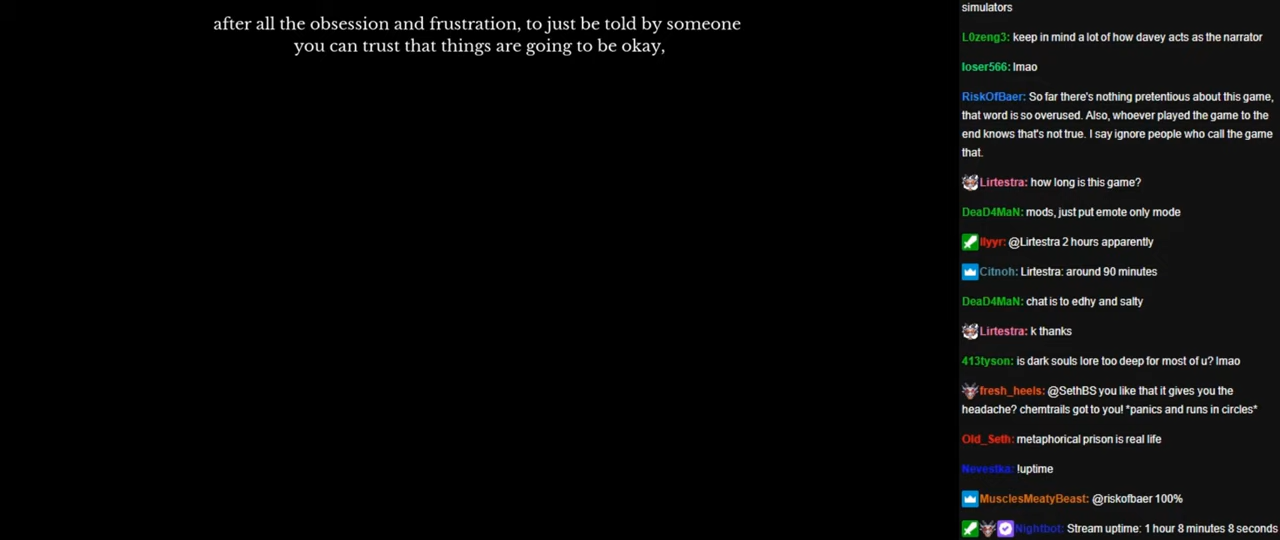 after all the obsession and frustration, to just be told by someone
you can trust that things are going to be okay,
simulators
L0zeng3: keep in mind a lot of how davey acts as the narrator
loser566: lmao
RiskOfBaer: So far there's nothing pretentious about this game,
that word is so overused. Also, whoever played the game to the
end knows that's not true. I say ignore people who call the game
that.
Lirtestra: how long is this game?
DeaD4MaN: mods, just put emote only mode
Ilyyr: @Lirtestra 2 hours apparently
Citnoh: Lirtestra: around 90 minutes
DeaD4MaN: chat is to edhy and salty
Lirtestra: k thanks
413tyson: is dark souls lore too deep for most of u? lmao
fresh_heels: @SethBS you like that it gives you the
headache? chemtrails got to you! *panics and runs in circles*
Old_Seth: metaphorical prison is real life
Nevestka: !uptime
MusclesMeatyBeast: @riskofbaer 100%
Nightbot: Stream uptime: 1 hour 8 minutes 8 seconds